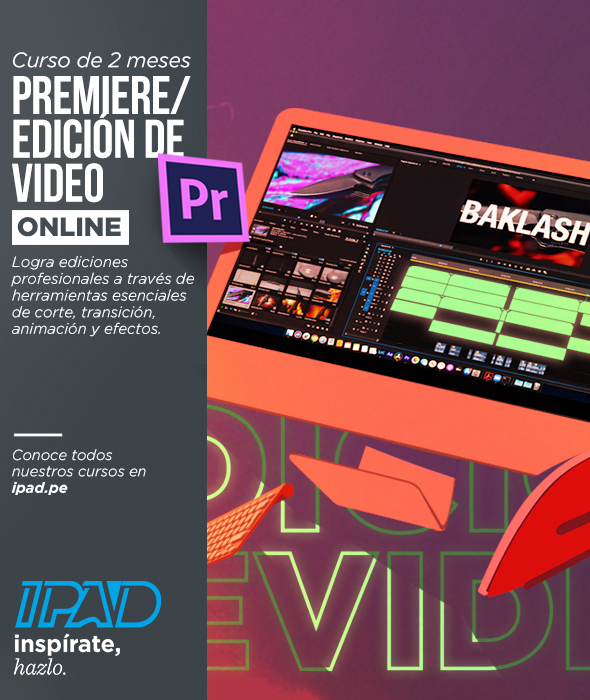 Curso de 2 meses
PREMIERE/
EDICIÓN DE
VIDEO
ONLINE
Pr
Logra ediciones
profesionales a través de
herramientas esenciales
de corte, transición,
animación y efectos.
BAKLASH
Conoce todos
nuestros cursos en
ipad.pe
IPAD
inspírate,
hazlo.
EVID